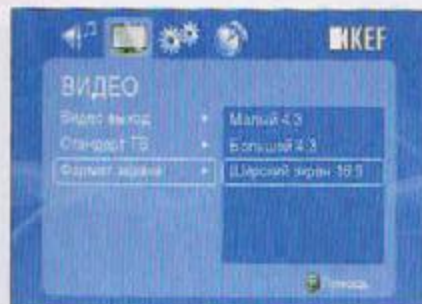 KEF
ВИДЕО
Видео выход
Стандарт ТВ
Формат экрана
Малый 4:3
Большой 4:3
Широкий экран 16:9
Помощь